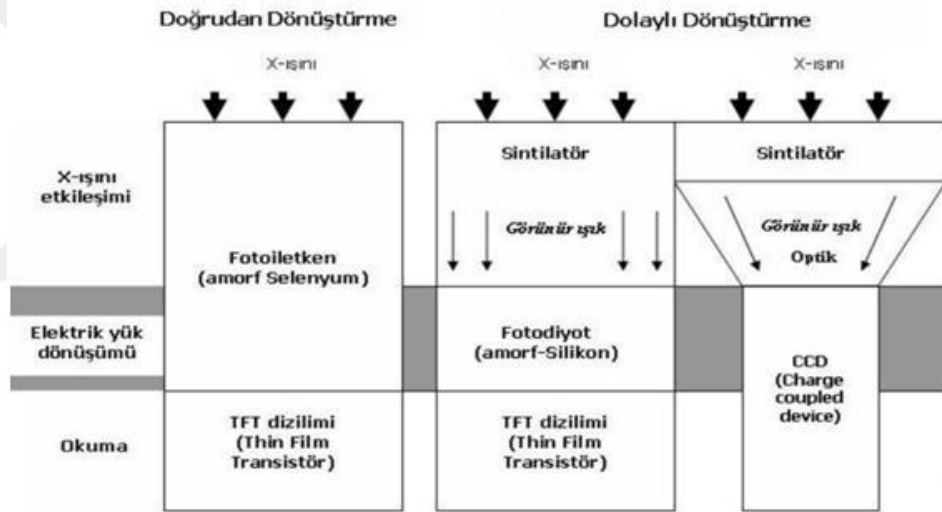 Doğrudan Dönüştürme
Dolaylı Dönüştürme
X-ışını
X-ışını
X-ışını
X-ışını
etkileşimi
Fotoiletken
(amorf Selenyum)
Sintilatör
Görünür ışık
Sintilatör
Görünür ışık
Optik
Elektrik yük
dönüşümü
Fotodiyot
(amorf-Silikon)
CCD
(Charge
coupled
device)
Okuma
TFT dizilimi
(Thin Film
Transistör)
TFT dizilimi
(Thin Film
Transistör)